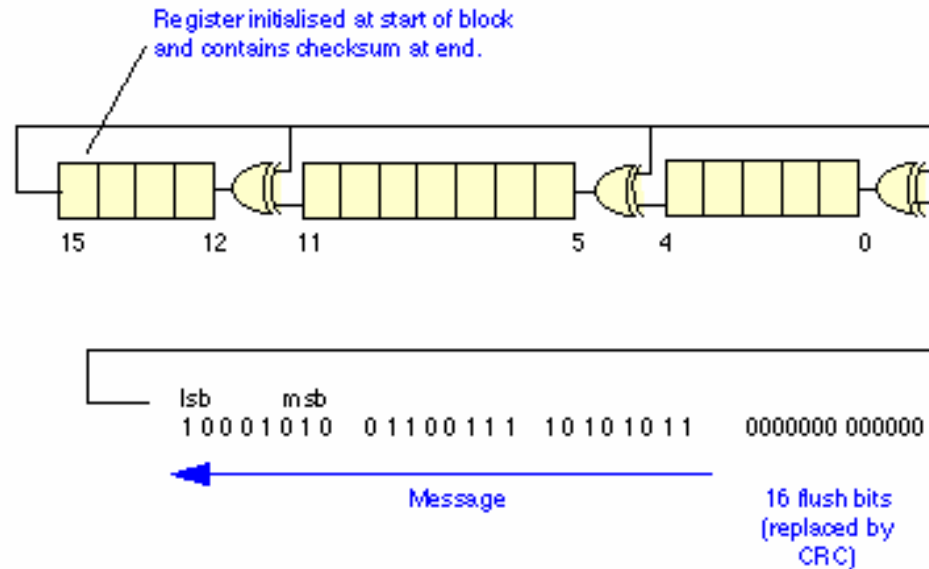 Register initialised at start of block
and contains checksum at end.
15 12 11 5 4 0
lsb msb
1 0 0 0 1 0 1 0 0 1 1 0 0 1 1 1 1 0 1 0 1 0 1 1 0000000 000000
Message
16 flush bits
(replaced by
CRC)